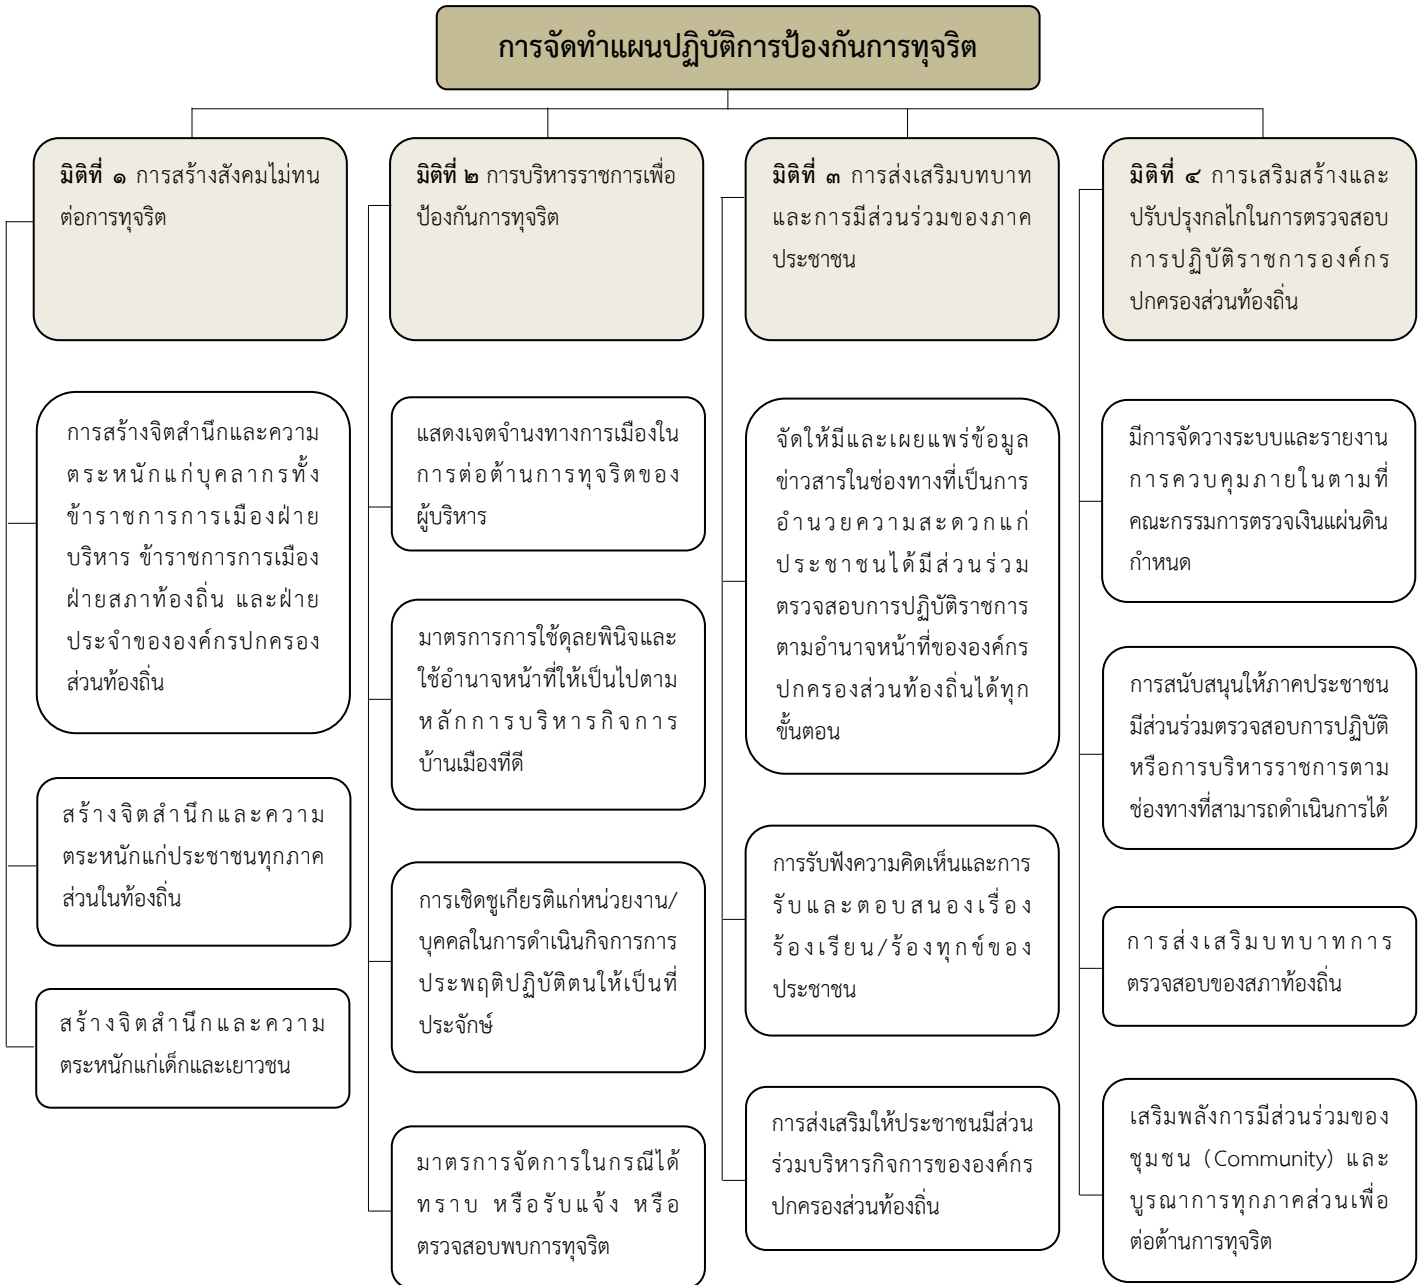 การจัดทำแผนปฏิบัติการป้องกันการทุจริต
มิติที่ ๑ การสร้างสังคมไม่ทน
ต่อการทุจริต
การสร้างจิตสำนึกและความ
ตระหนักแก่บุคลากรทั้ง
ข้าราชการการเมืองฝ่าย
บริหาร ข้าราชการการเมือง
ฝ่ายสภาท้องถิ่น และฝ่าย
ประจำขององค์กรปกครอง
ส่วนท้องถิ่น
สร้างจิตสำนึกและความ
ตระหนักแก่ประชาชนทุกภาค
ส่วนในท้องถิ่น
สร้างจิตสำนึกและความ
ตระหนักแก่เด็กและเยาวชน
มิติที่ ๒ การบริหารราชการเพื่อ
ป้องกันการทุจริต
แสดงเจตจำนงทางการเมืองใน
การต่อต้านการทุจริตของ
ผู้บริหาร
มาตรการการใช้ดุลยพินิจและ
ใช้อำนาจหน้าที่ให้เป็นไปตาม
หลักการบริหารกิจการ
บ้านเมืองทีดี
การเชิดชูเกียรติแก่หน่วยงาน/
บุคคลในการดำเนินกิจการการ
ประพฤติปฏิบัติตนให้เป็นที่
ประจักษ์
มาตรการจัดการในกรณีได้
ทราบ หรือรับแจ้ง หรือ
ตรวจสอบพบการทุจริต
มิติที่ ๓ การส่งเสริมบทบาท
และการมีส่วนร่วมของภาค
ประชาชน
จัดให้มีและเผยแพร่ข้อมูล
ข่าวสารในช่องทางที่เป็นการ
อำนวยความสะดวกแก่
ประชาชนได้มีส่วนร่วม
ตรวจสอบการปฏิบัติราชการ
ตามอำนาจหน้าที่ขององค์กร
ปกครองส่วนท้องถิ่นได้ทุก
ขั้นตอน
การรับฟังความคิดเห็นและการ
รับและตอบสนองเรื่อง
ร้องเรียน/ร้องทุกข์ของ
ประชาชน
การส่งเสริมให้ประชาชนมีส่วน
ร่วมบริหารกิจการขององค์กร
ปกครองส่วนท้องถิ่น
มิติที่ ๔ การเสริมสร้างและ
ปรับปรุงกลไกในการตรวจสอบ
การปฏิบัติราชการองค์กร
ปกครองส่วนท้องถิ่น
มีการจัดวางระบบและรายงาน
การควบคุมภายในตามที่
คณะกรรมการตรวจเงินแผ่นดิน
กำหนด
การสนับสนุนให้ภาคประชาชน
มีส่วนร่วมตรวจสอบการปฏิบัติ
หรือการบริหารราชการตาม
ช่องทางที่สามารถดำเนินการได้
การส่งเสริมบทบาทการ
ตรวจสอบของสภาท้องถิ่น
เสริมพลังการมีส่วนร่วมของ
ชุมชน (Community) และ
บูรณาการทุกภาคส่วนเพื่อ
ต่อต้านการทุจริต